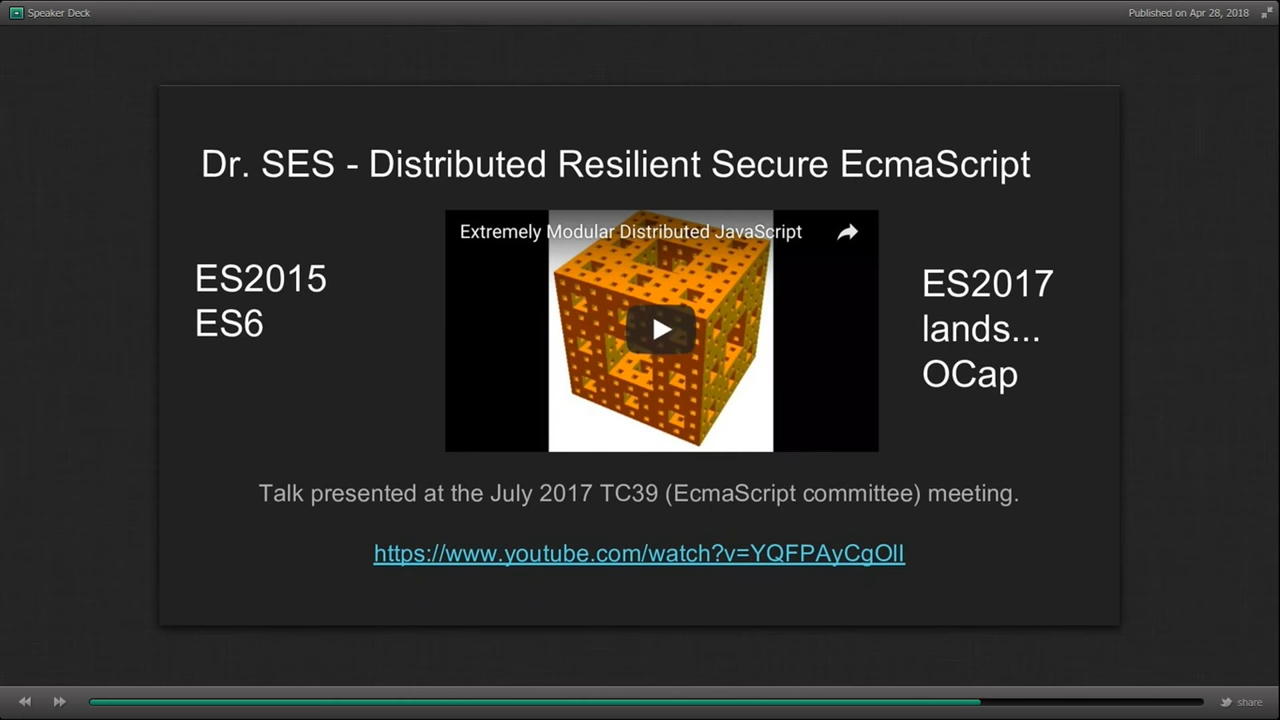 Speaker Deck
Published on Apr 28, 2018
Dr. SES - Distributed Resilient Secure EcmaScript
Extremely Modular Distributed JavaScript
ES2015
ES6
ES2017
lands...
OCap
Talk presented at the July 2017 TC39 (EcmaScript committee) meeting.
https://www.youtube.com/watch?v=YQFPAyCgOlI
share